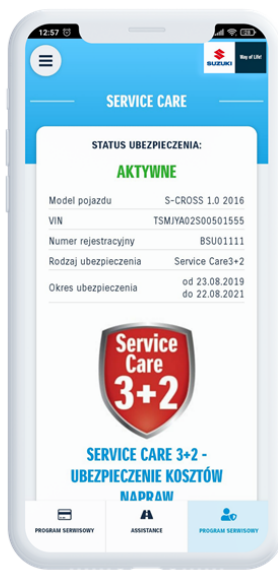 12:57
SUZUKI
Way of Life!
SERVICE CARE
STATUS UBEZPIECZENIA:
AKTYWNE
Model pojazdu S-CROSS 1.0 2016
VIN TSMJYA02S00501555
Numer rejestracyjny BSU01111
Rodzaj ubezpieczenia Service Care3+2
Okres ubezpieczenia od 23.08.2019
do 22.08.2021
Service
Care
3+2
SERVICE CARE 3+2 -
UBEZPIECZENIE KOSZTÓW
NAPRAW
PROGRAM SERWISOWY ASSISTANCE PROGRAM SERWISOWY